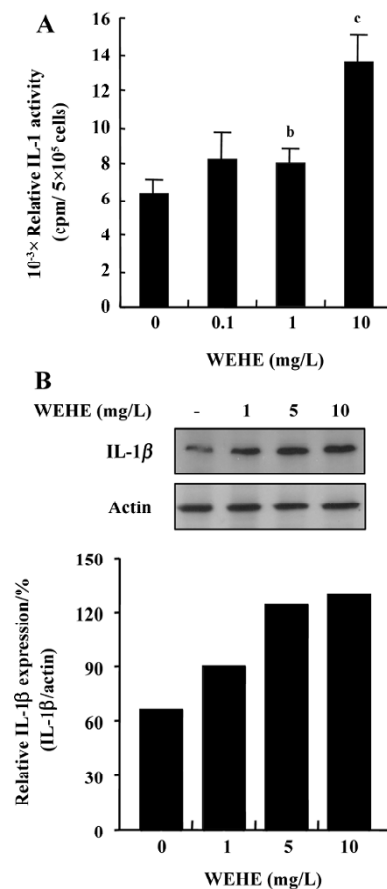 A
10⁻³× Relative IL-1 activity
(cpm/ 5×10⁵ cells)
16
14
12
10
8
6
4
2
0
b
c
0 0.1 1 10
WEHE (mg/L)
B
WEHE (mg/L) - 1 5 10
IL-1β
Actin
Relative IL-1β expression/%
(IL-1β/actin)
150
120
90
60
30
0
0 1 5 10
WEHE (mg/L)